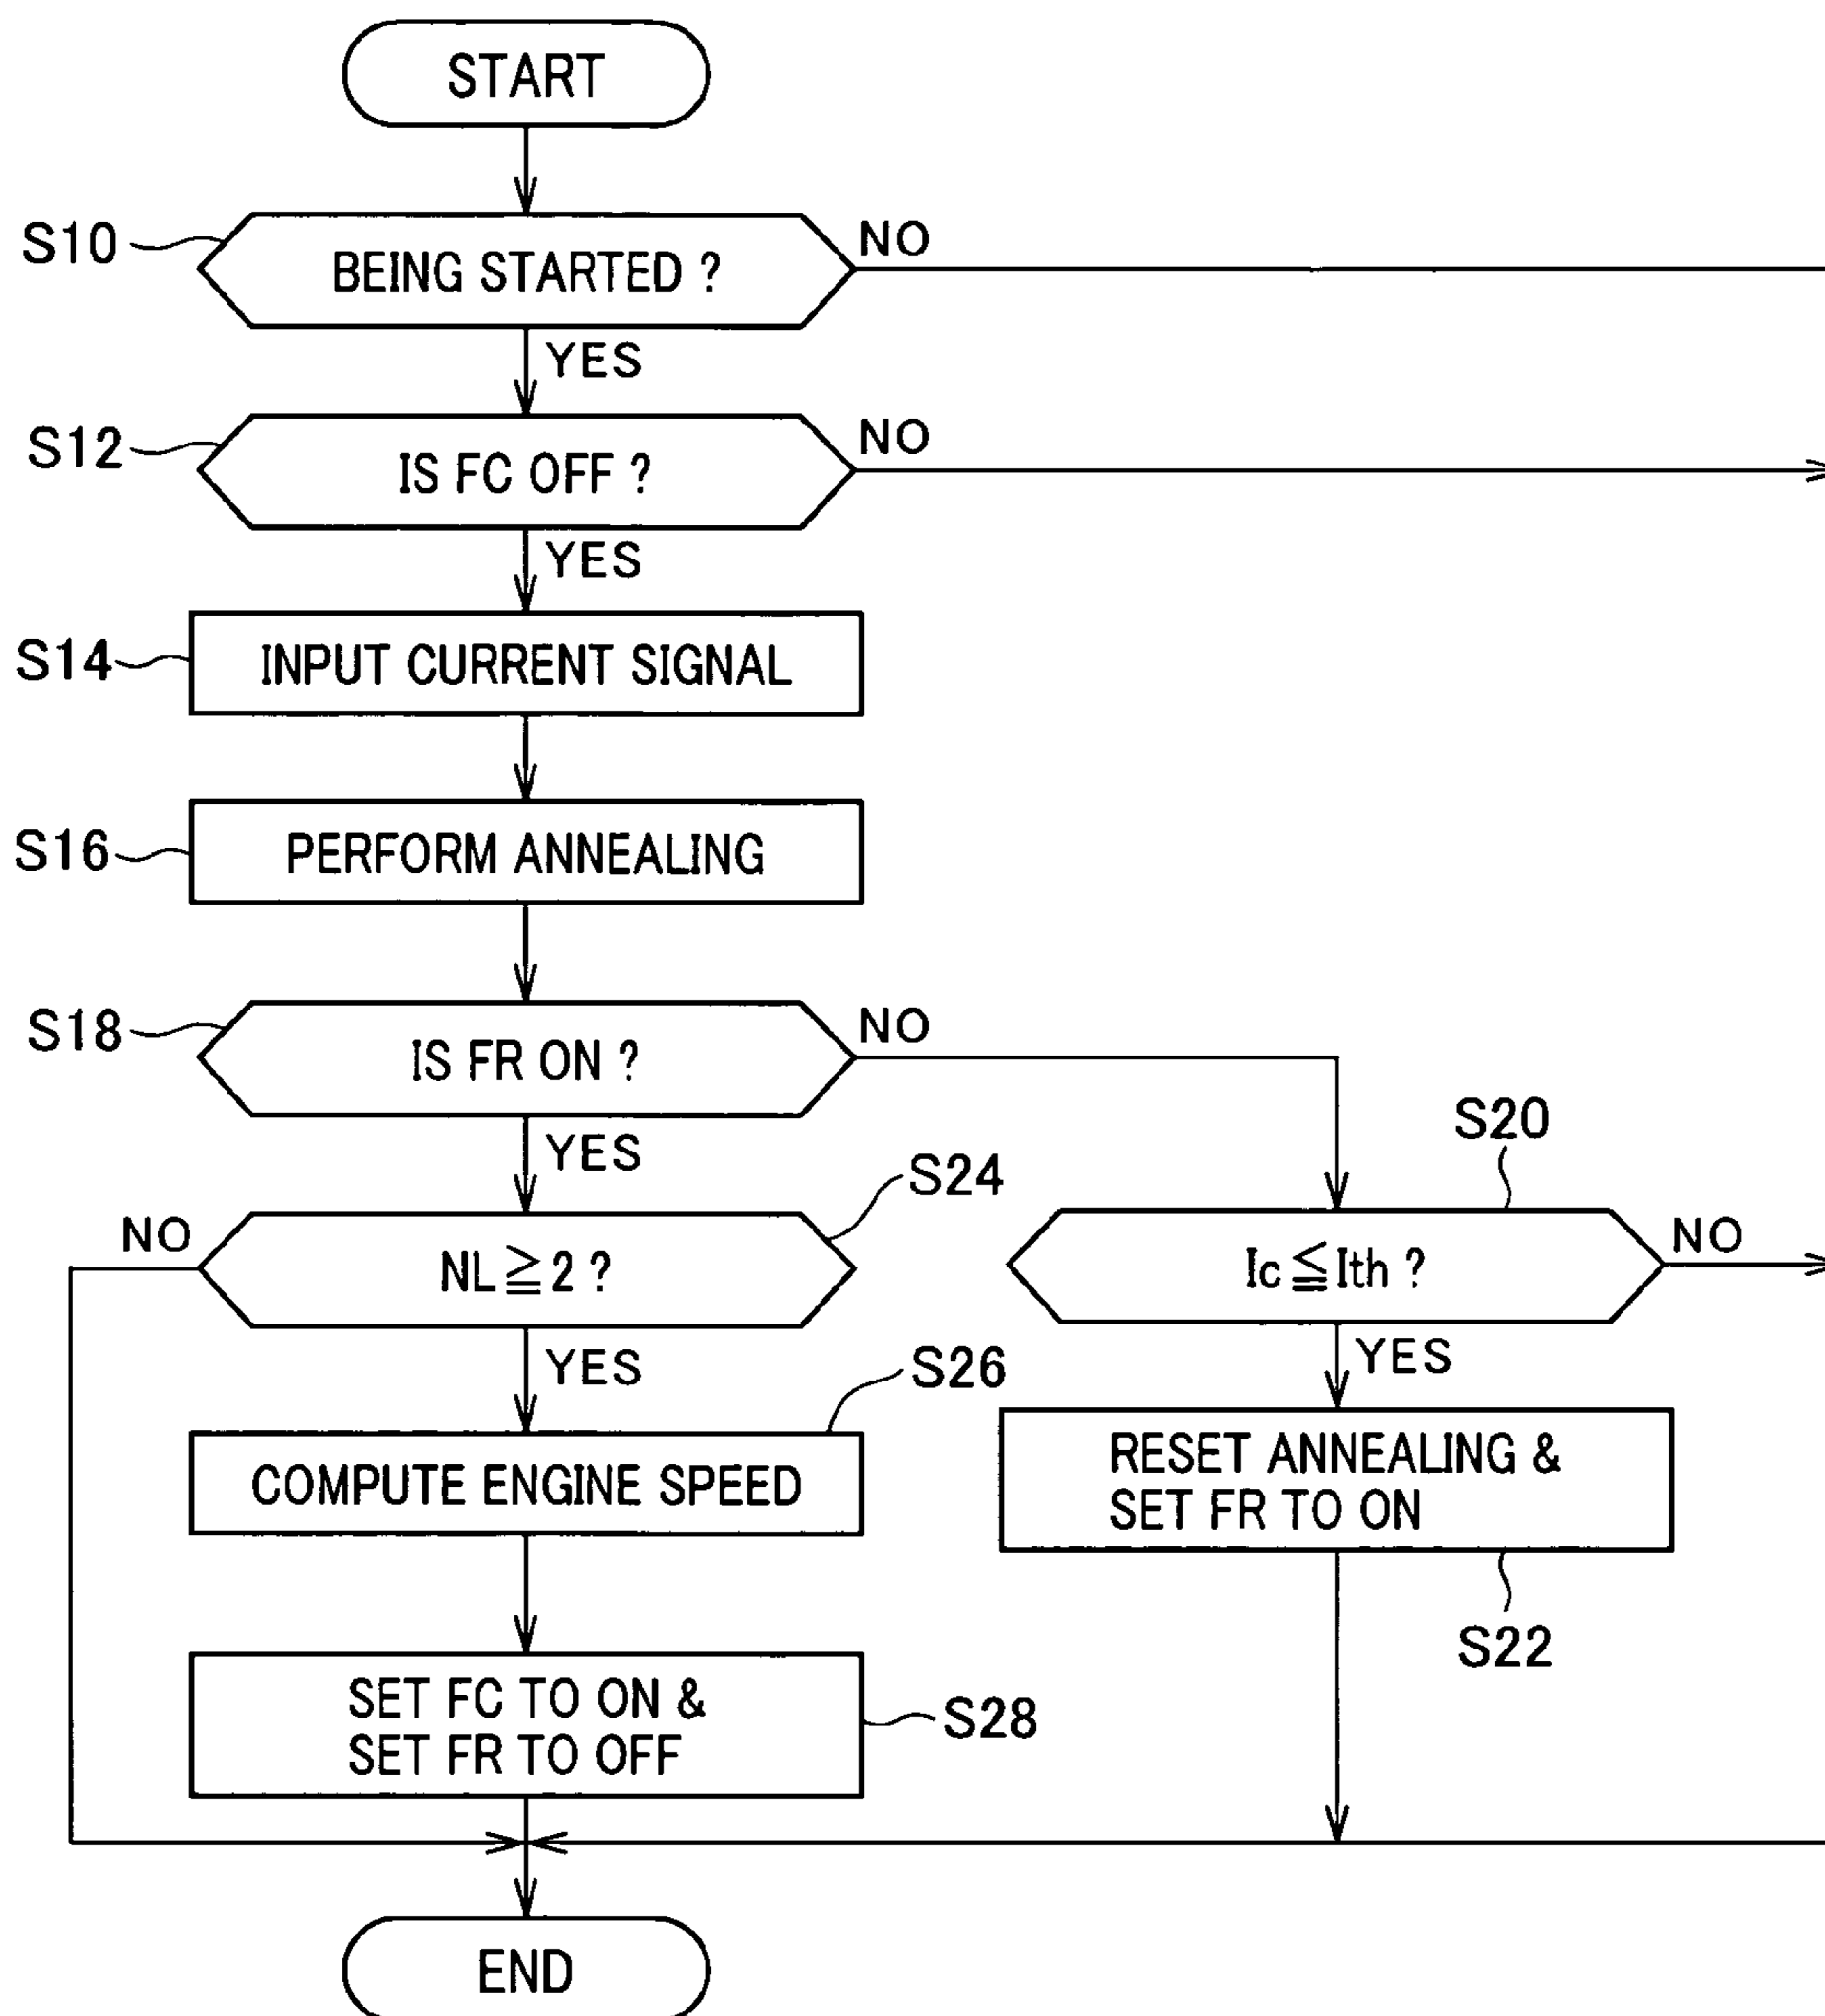 START
S10
BEING STARTED ?
NO
YES
S12
IS FC OFF ?
NO
YES
S14
INPUT CURRENT SIGNAL
S16
PERFORM ANNEALING
S18
IS FR ON ?
NO
YES
S20
Ic≦Ith ?
NO
YES
RESET ANNEALING &
SET FR TO ON
S22
S24
NL≧2 ?
NO
YES
S26
COMPUTE ENGINE SPEED
SET FC TO ON &
SET FR TO OFF
S28
END